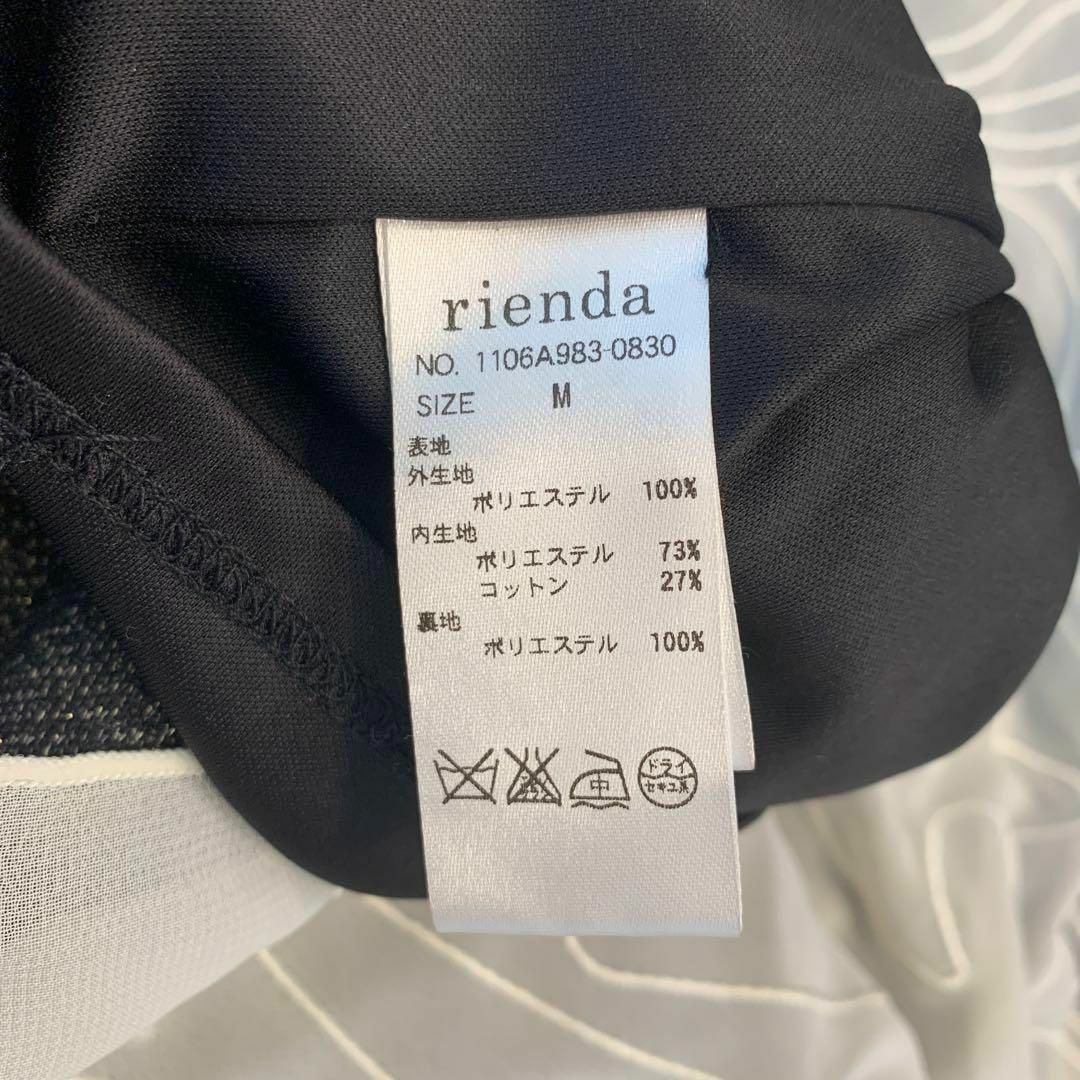 rienda
NO. 1106A983-0830
SIZE M
表地
外生地
ポリエステル 100%
内生地
ポリエステル 73%
コットン 27%
裏地
ポリエステル 100%
中
ドライ
セキユ系